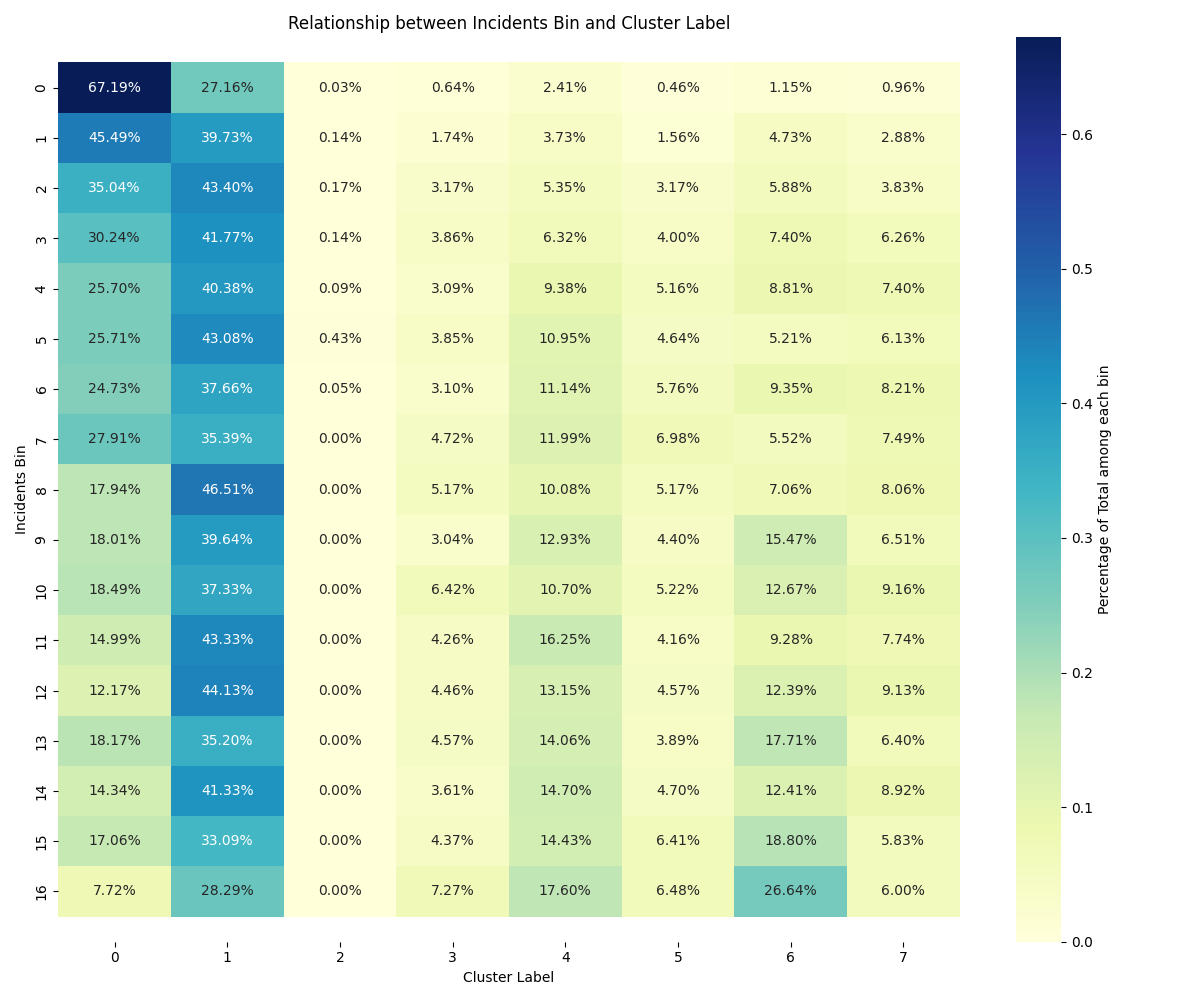 Relationship between Incidents Bin and Cluster Label
0 67.19% 27.16% 0.03% 0.64% 2.41% 0.46% 1.15% 0.96%
1 45.49% 39.73% 0.14% 1.74% 3.73% 1.56% 4.73% 2.88%
2 35.04% 43.40% 0.17% 3.17% 5.35% 3.17% 5.88% 3.83%
3 30.24% 41.77% 0.14% 3.86% 6.32% 4.00% 7.40% 6.26%
4 25.70% 40.38% 0.09% 3.09% 9.38% 5.16% 8.81% 7.40%
5 25.71% 43.08% 0.43% 3.85% 10.95% 4.64% 5.21% 6.13%
6 24.73% 37.66% 0.05% 3.10% 11.14% 5.76% 9.35% 8.21%
7 27.91% 35.39% 0.00% 4.72% 11.99% 6.98% 5.52% 7.49%
8 17.94% 46.51% 0.00% 5.17% 10.08% 5.17% 7.06% 8.06%
9 18.01% 39.64% 0.00% 3.04% 12.93% 4.40% 15.47% 6.51%
10 18.49% 37.33% 0.00% 6.42% 10.70% 5.22% 12.67% 9.16%
11 14.99% 43.33% 0.00% 4.26% 16.25% 4.16% 9.28% 7.74%
12 12.17% 44.13% 0.00% 4.46% 13.15% 4.57% 12.39% 9.13%
13 18.17% 35.20% 0.00% 4.57% 14.06% 3.89% 17.71% 6.40%
14 14.34% 41.33% 0.00% 3.61% 14.70% 4.70% 12.41% 8.92%
15 17.06% 33.09% 0.00% 4.37% 14.43% 6.41% 18.80% 5.83%
16 7.72% 28.29% 0.00% 7.27% 17.60% 6.48% 26.64% 6.00%
0 1 2 3 4 5 6 7
Cluster Label
Incidents Bin
0.6
0.5
0.4
0.3
0.2
0.1
0.0
Percentage of Total among each bin